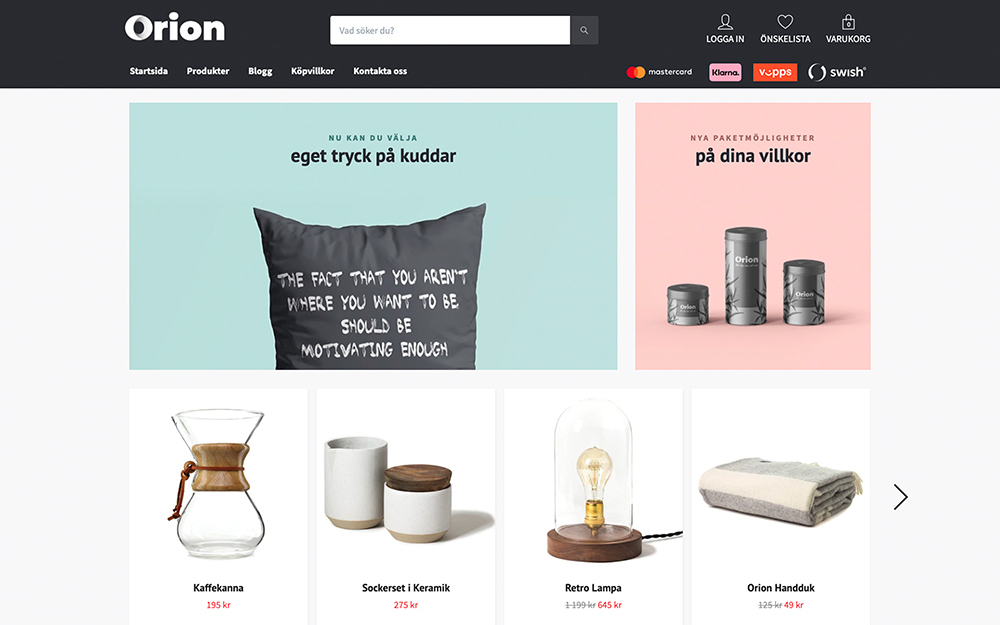 Orion
Vad söker du?
LOGGA IN
ÖNSKELISTA
0
VARUKORG
Startsida
Produkter
Blogg
Köpvillkor
Kontakta oss
mastercard
Klarna.
vipps
swish
NU KAN DU VÄLJA
eget tryck på kuddar
THE FACT THAT YOU AREN'T
WHERE YOU WANT TO BE
SHOULD BE
MOTIVATING ENOUGH
NYA PAKETMÖJLIGHETER
på dina villkor
Orion
Orion
Orion
Kaffekanna
195 kr
Sockerset i Keramik
275 kr
Retro Lampa
1 199 kr 645 kr
Orion Handduk
125 kr 49 kr